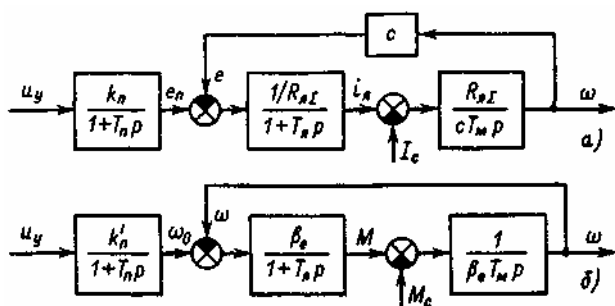 c
u_y k_п / 1+T_п p e_п e 1/R_яΣ / 1+T_я p i_я R_яΣ / cT_м p ω
I_c а)
u_y k'_п / 1+T_п p ω_0 ω β_e / 1+T_я p M 1 / β_e T_м p ω
M_c б)